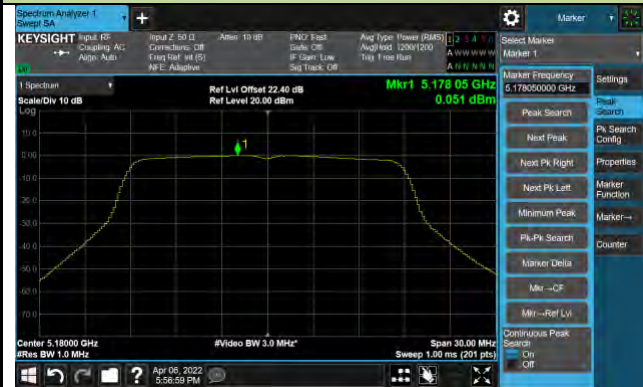 Spectrum Analyzer 1
Swept SA
Marker
KEYSIGHT Input: RF
Coupling: AC
Align: Auto
Input Z: 50 Ω
Corrections: Off
Freq Ref: Int (S)
NFE: Adaptive
Atten: 10 dB
PNO: Fast
Gate: Off
IF Gain: Low
Sig Track: Off
Avg Type: Power (RMS)
Avg|Hold: 1200/1200
Trig: Free Run
A W W W W W
A N N N N N
Select Marker
Marker 1
1 Spectrum
Scale/Div 10 dB
Log
Ref Lvl Offset 22.40 dB
Ref Level 20.00 dBm
Mkr1 5.178 05 GHz
0.051 dBm
10.0
0.00
-10.0
-20.0
-30.0
-40.0
-50.0
-60.0
-70.0
1
Center 5.18000 GHz
#Res BW 1.0 MHz
#Video BW 3.0 MHz*
Span 30.00 MHz
Sweep 1.00 ms (201 pts)
Marker Frequency
5.178050000 GHz
Peak Search
Next Peak
Next Pk Right
Next Pk Left
Minimum Peak
Pk-Pk Search
Marker Delta
Mkr→CF
Mkr→Ref Lvl
Continuous Peak
Search
On
Off
Settings
Peak
Search
Pk Search
Config
Properties
Marker
Function
Marker→
Counter
Apr 06, 2022
5:56:59 PM